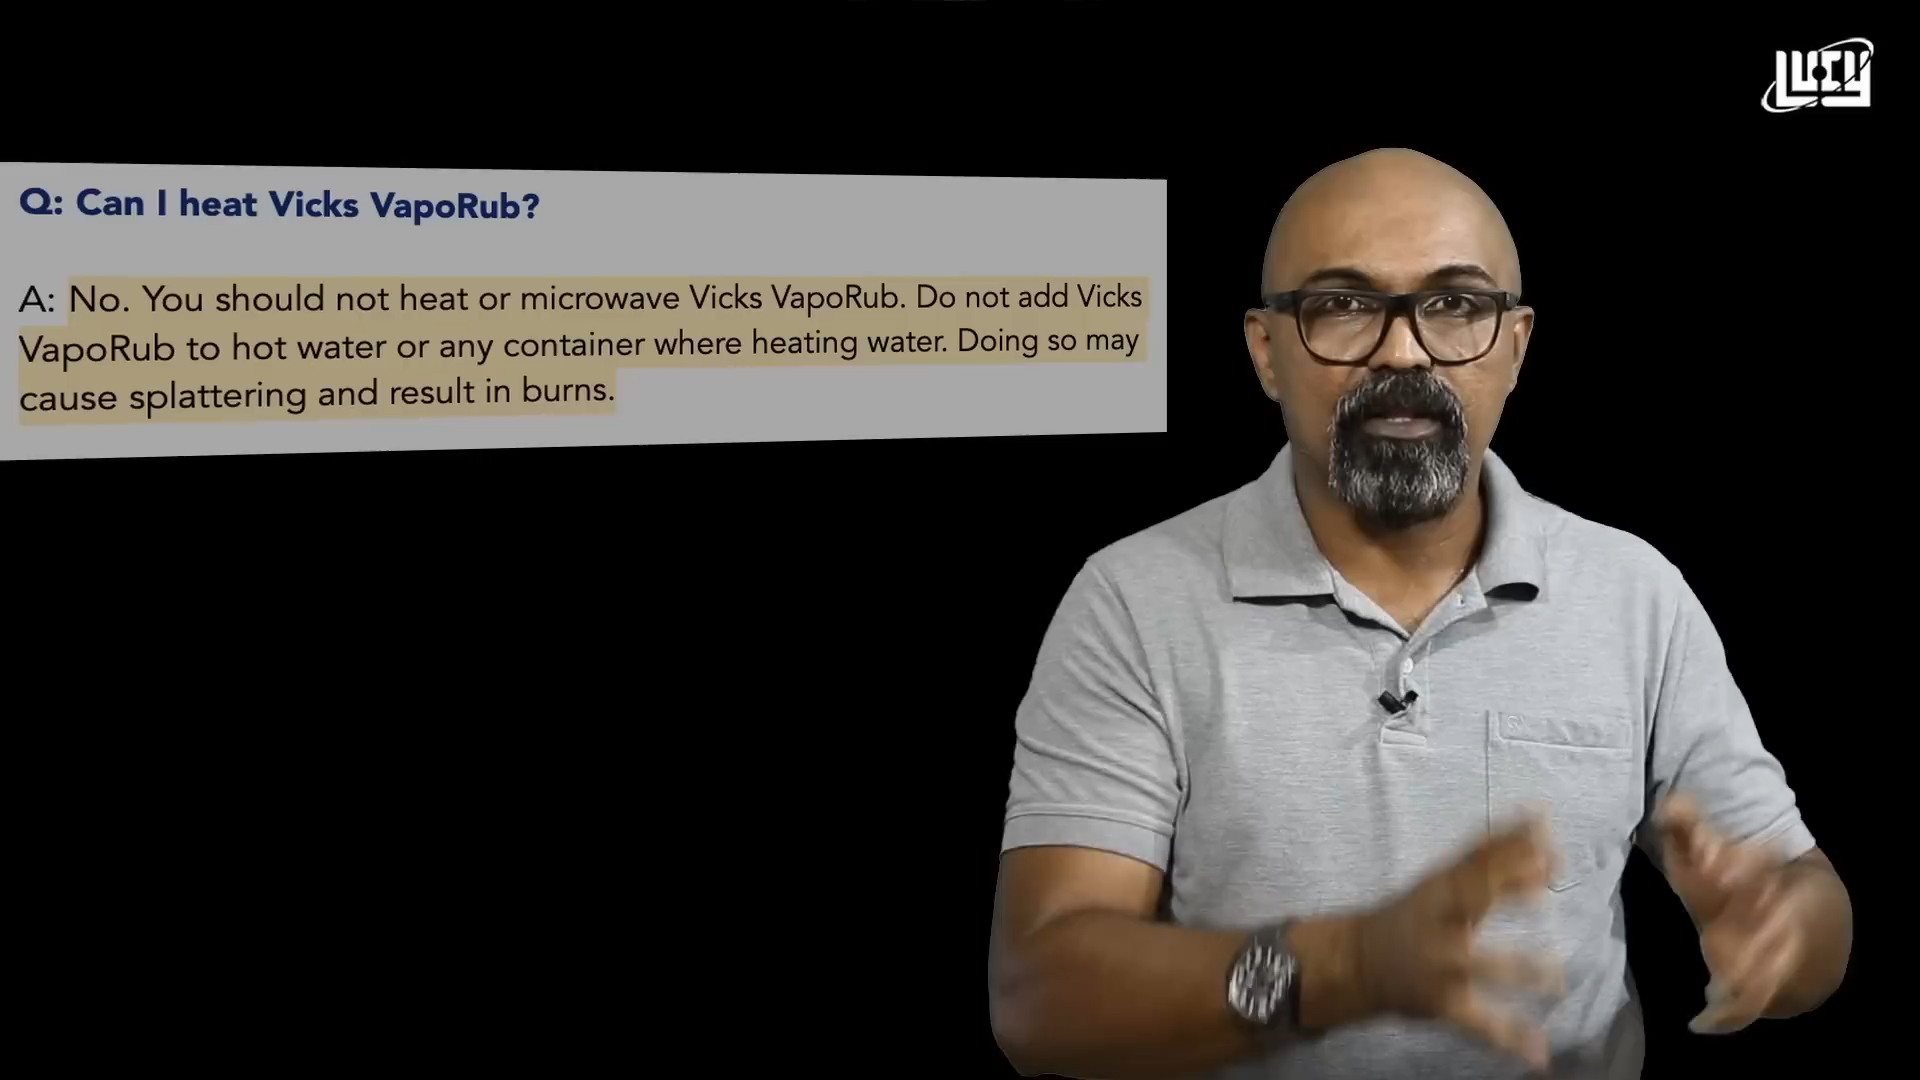 LUCY
Q: Can I heat Vicks VapoRub?
A: No. You should not heat or microwave Vicks VapoRub. Do not add Vicks
VapoRub to hot water or any container where heating water. Doing so may
cause splattering and result in burns.